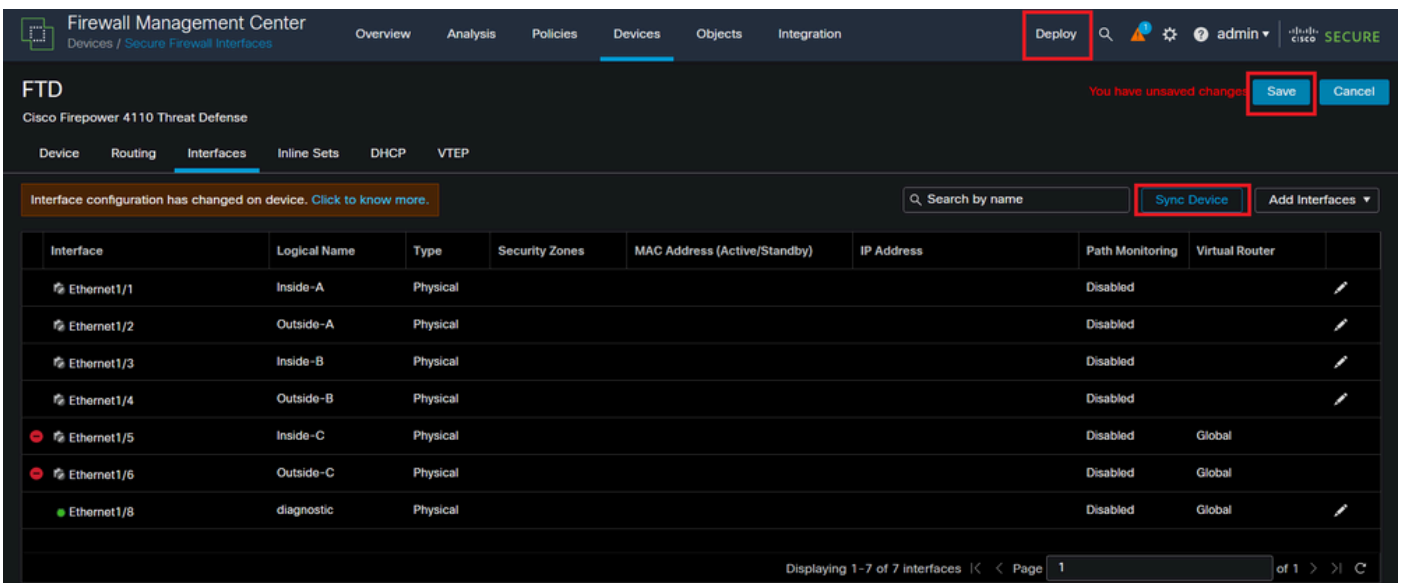 Firewall Management Center
Devices / Secure Firewall Interfaces
Overview Analysis Policies Devices Objects Integration Deploy 1 ? admin cisco SECURE
FTD
You have unsaved changes Save Cancel
Cisco Firepower 4110 Threat Defense
Device Routing Interfaces Inline Sets DHCP VTEP
Interface configuration has changed on device. Click to know more. Search by name Sync Device Add Interfaces
Interface Logical Name Type Security Zones MAC Address (Active/Standby) IP Address Path Monitoring Virtual Router
Ethernet1/1 Inside-A Physical Disabled
Ethernet1/2 Outside-A Physical Disabled
Ethernet1/3 Inside-B Physical Disabled
Ethernet1/4 Outside-B Physical Disabled
Ethernet1/5 Inside-C Physical Disabled Global
Ethernet1/6 Outside-C Physical Disabled Global
Ethernet1/8 diagnostic Physical Disabled Global
Displaying 1-7 of 7 interfaces |< < Page 1 of 1 > >| C